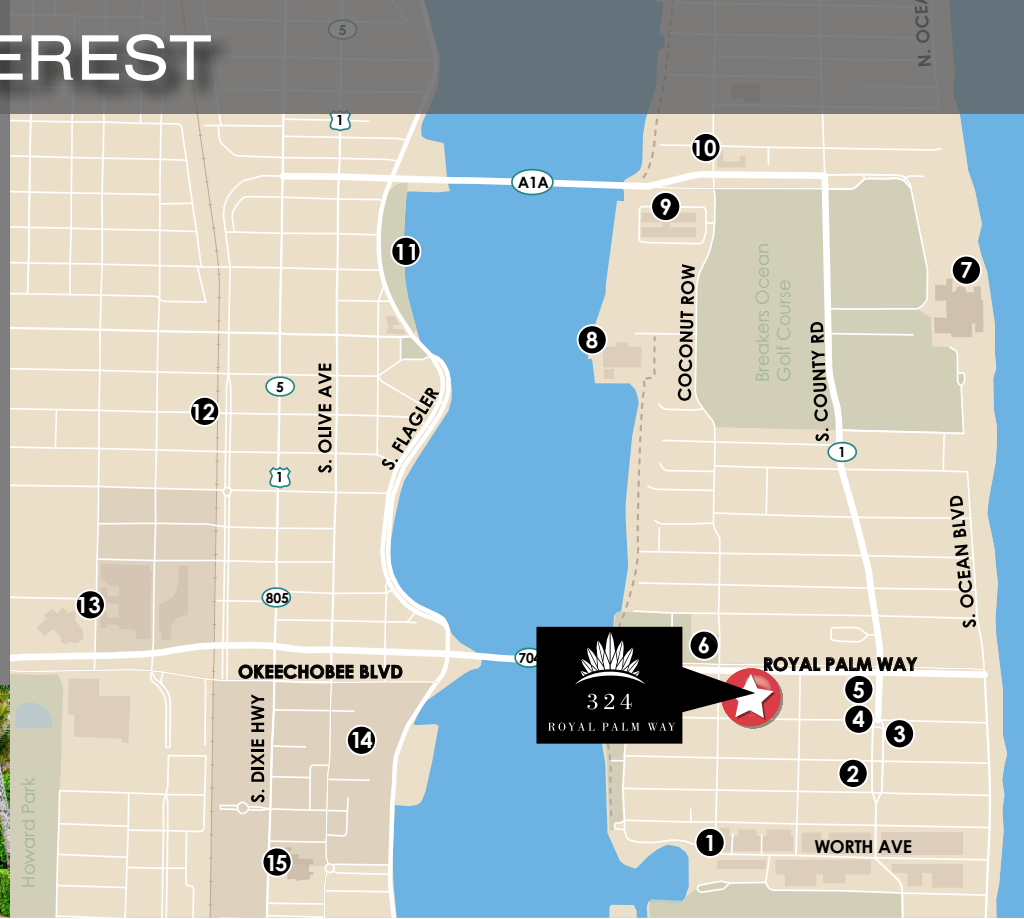 EREST
5
N. OCEA
1
10
A1A
9
11
7
COCONUT ROW
Breakers Ocean
Golf Course
8
S. COUNTY RD
5
S. OLIVE AVE
12
S. FLAGLER
1
1
S. OCEAN BLVD
805
13
6
704
OKEECHOBEE BLVD
ROYAL PALM WAY
324
ROYAL PALM WAY
5
4
3
S. DIXIE HWY
14
2
Howard Park
1
WORTH AVE
15